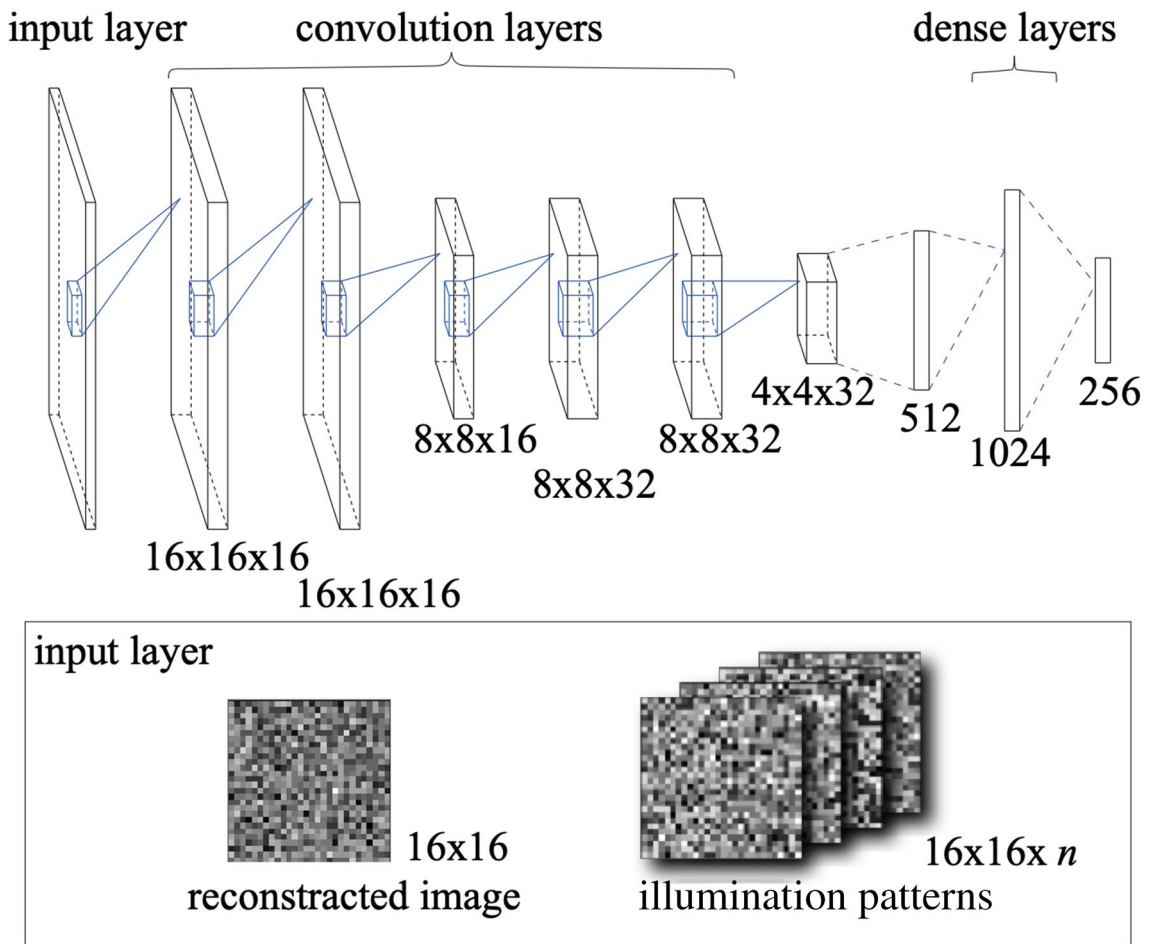 input layer
convolution layers
dense layers
4x4x32
256
512
8x8x16
8x8x32
1024
8x8x32
16x16x16
16x16x16
input layer
16x16
16x16x n
reconstracted image
illumination patterns